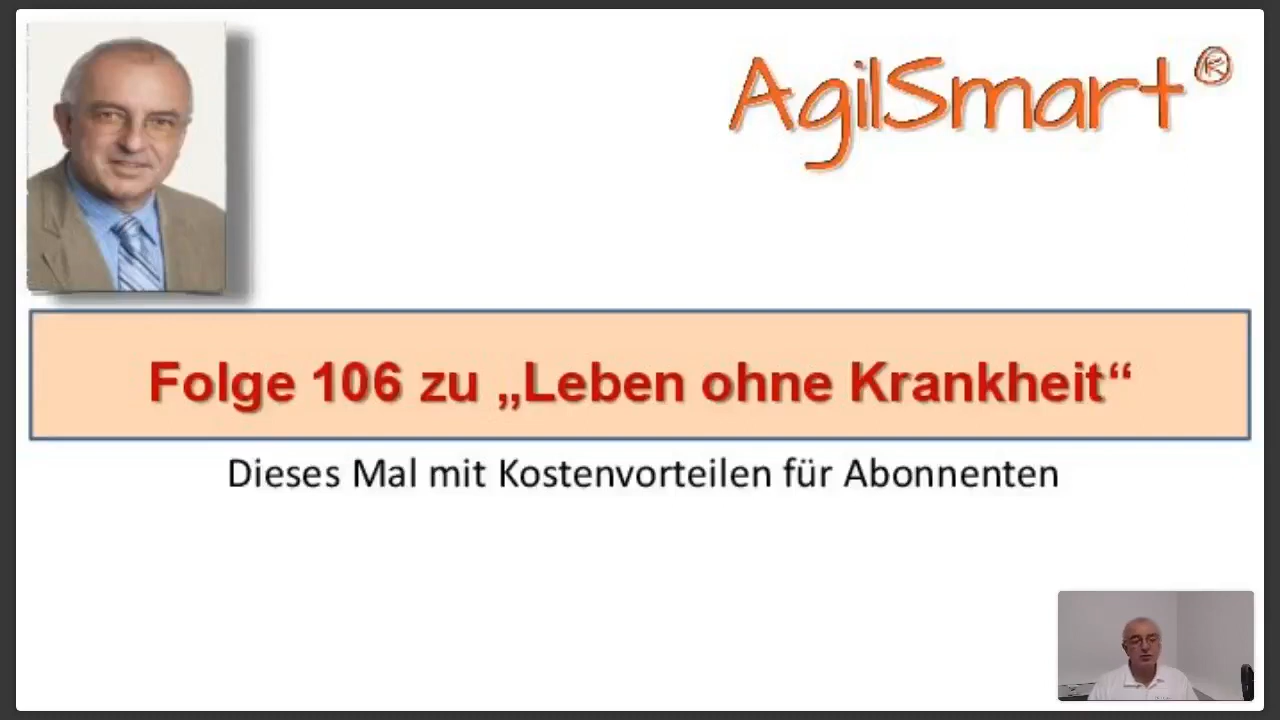 AgilSmart®
Folge 106 zu „Leben ohne Krankheit“
Dieses Mal mit Kostenvorteilen für Abonnenten